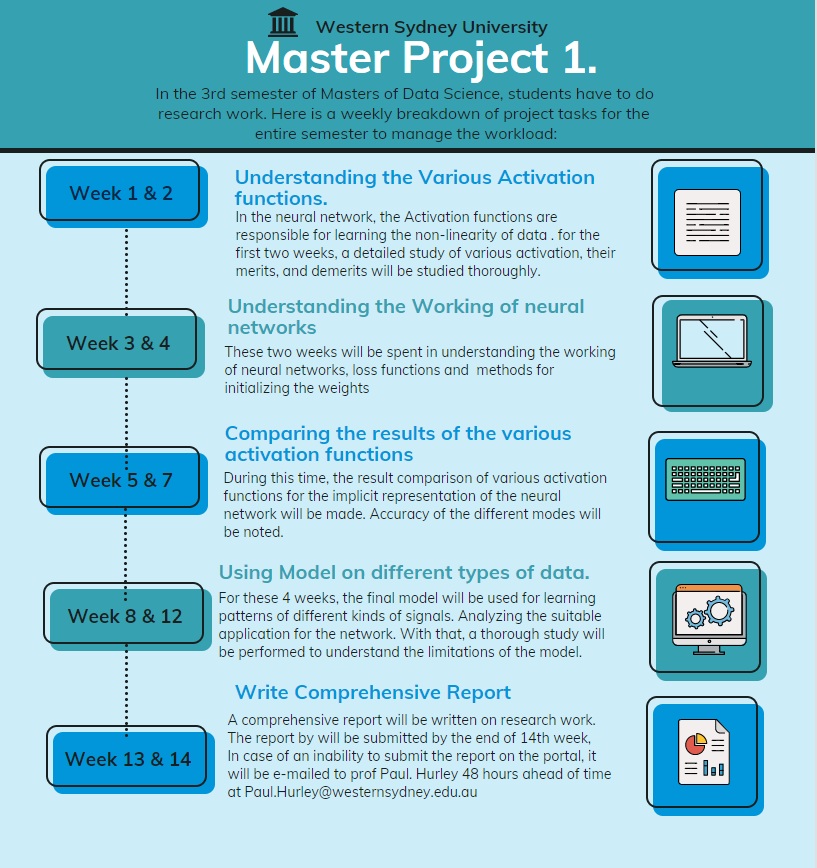 Western Sydney University
Master Project 1.
In the 3rd semester of Masters of Data Science, students have to do
research work. Here is a weekly breakdown of project tasks for the
entire semester to manage the workload:
Week 1 & 2
Understanding the Various Activation
functions.
In the neural network, the Activation functions are
responsible for learning the non-linearity of data . for the
first two weeks, a detailed study of various activation, their
merits, and demerits will be studied thoroughly.
Week 3 & 4
Understanding the Working of neural
networks
These two weeks will be spent in understanding the working
of neural networks, loss functions and  methods for
initializing the weights
Week 5 & 7
Comparing the results of the various
activation functions
During this time, the result comparison of various activation
functions for the implicit representation of the neural
network will be made. Accuracy of the different modes will
be noted.
Week 8 & 12
Using Model on different types of data.
For these 4 weeks, the final model will be used for learning
patterns of different kinds of signals. Analyzing the suitable
application for the network. With that, a thorough study will
be performed to understand the limitations of the model.
Week 13 & 14
Write Comprehensive Report
A comprehensive report will be written on research work.
The report by will be submitted by the end of 14th week,
In case of an inability to submit the report on the portal, it
will be e-mailed to prof Paul. Hurley 48 hours ahead of time
at Paul.Hurley@westernsydney.edu.au